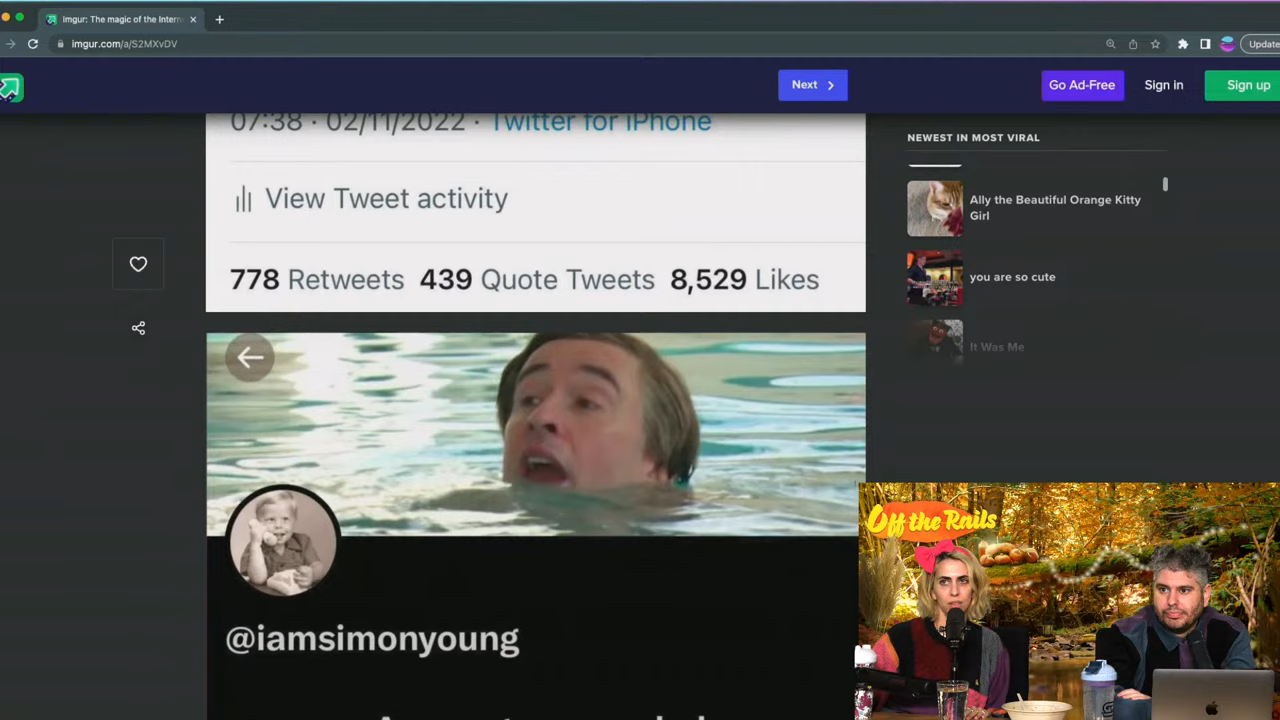 Imgur: The magic of the Intern
imgur.com/a/S2MXvDV
Update
Next
Go Ad-Free
Sign in
Sign up
07:38 · 02/11/2022 · Twitter for iPhone
View Tweet activity
778 Retweets 439 Quote Tweets 8,529 Likes
NEWEST IN MOST VIRAL
Ally the Beautiful Orange Kitty
Girl
you are so cute
It Was Me
@iamsimonyoung
Off the Rails